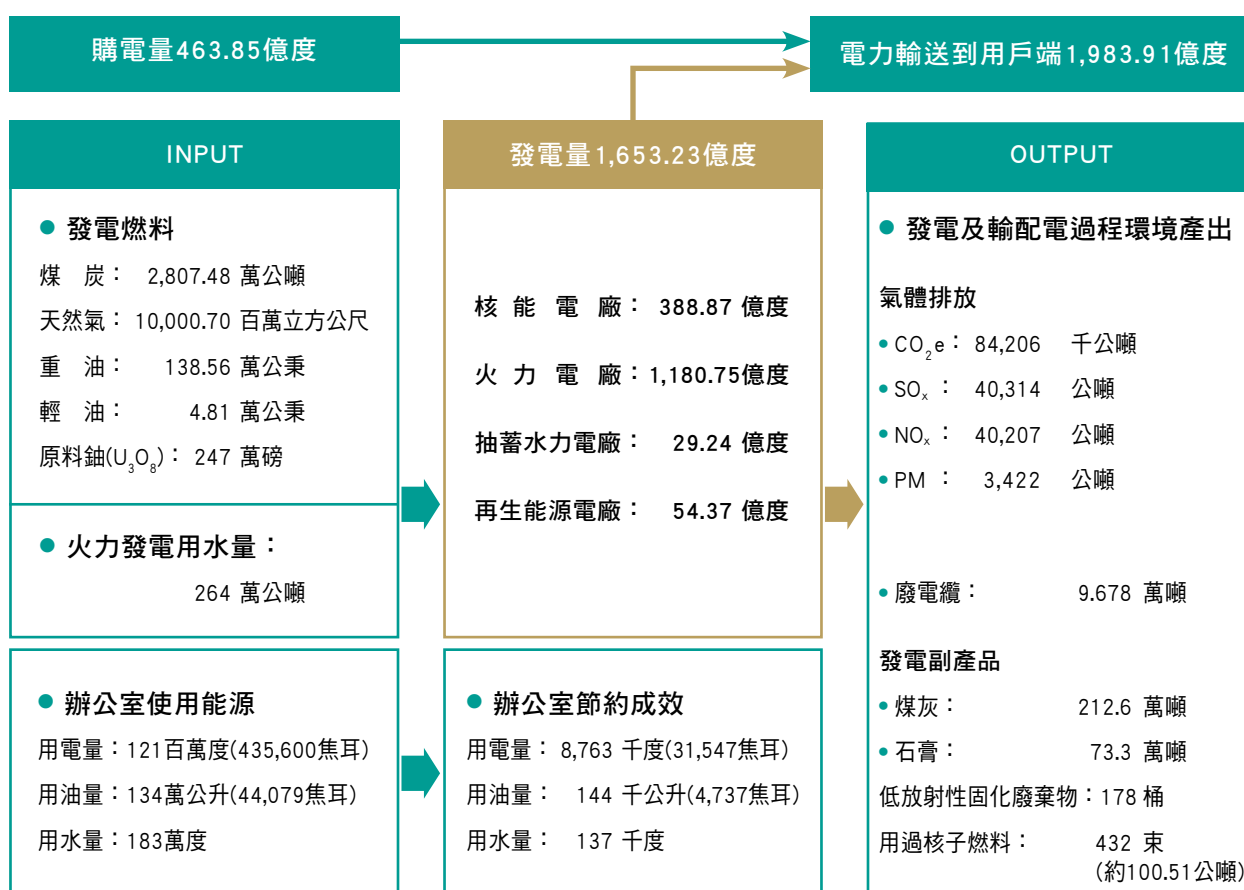 購電量463.85億度
電力輸送到用戶端1,983.91億度
INPUT
● 發電燃料
煤 炭： 2,807.48 萬公噸
天然氣： 10,000.70 百萬立方公尺
重 油： 138.56 萬公秉
輕 油： 4.81 萬公秉
原料鈾(U₃O₈)： 247 萬磅
● 火力發電用水量：
264 萬公噸
發電量1,653.23億度
核 能 電 廠： 388.87 億度
火 力 電 廠：1,180.75億度
抽蓄水力電廠： 29.24 億度
再生能源電廠： 54.37 億度
OUTPUT
● 發電及輸配電過程環境產出
氣體排放
• CO₂e： 84,206 千公噸
• SOₓ ： 40,314 公噸
• NOₓ ： 40,207 公噸
• PM ： 3,422 公噸
• 廢電纜： 9.678 萬噸
發電副產品
• 煤灰： 212.6 萬噸
• 石膏： 73.3 萬噸
低放射性固化廢棄物：178 桶
用過核子燃料： 432 束
(約100.51公噸)
● 辦公室使用能源
用電量：121百萬度(435,600焦耳)
用油量：134萬公升(44,079焦耳)
用水量：183萬度
● 辦公室節約成效
用電量： 8,763 千度(31,547焦耳)
用油量： 144 千公升(4,737焦耳)
用水量： 137 千度